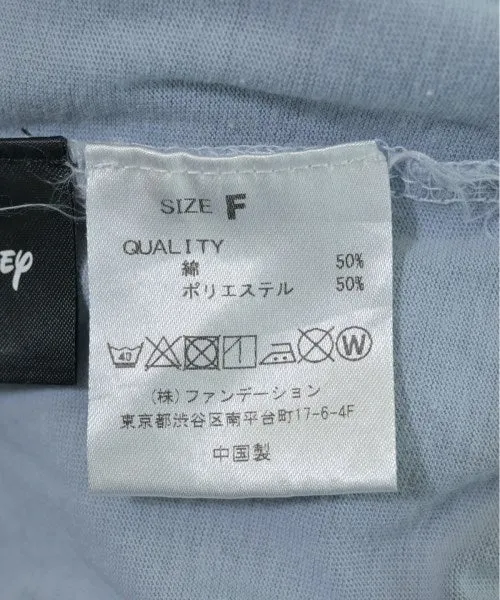 SIZE F
QUALITY
綿 50%
ポリエステル 50%
40
W
(株)ファンデーション
東京都渋谷区南平台町17-6-4F
中国製